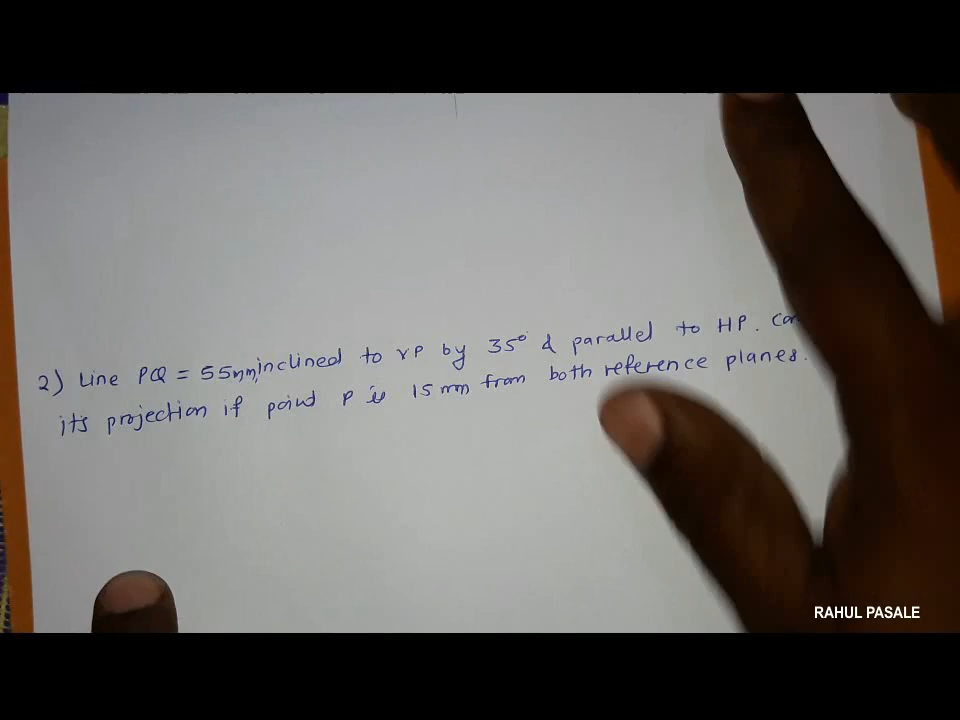 2) Line PQ = 55mm, inclined to VP by 35° & parallel to HP.
its projection if point P is 15 mm from both reference planes.
RAHUL PASALE